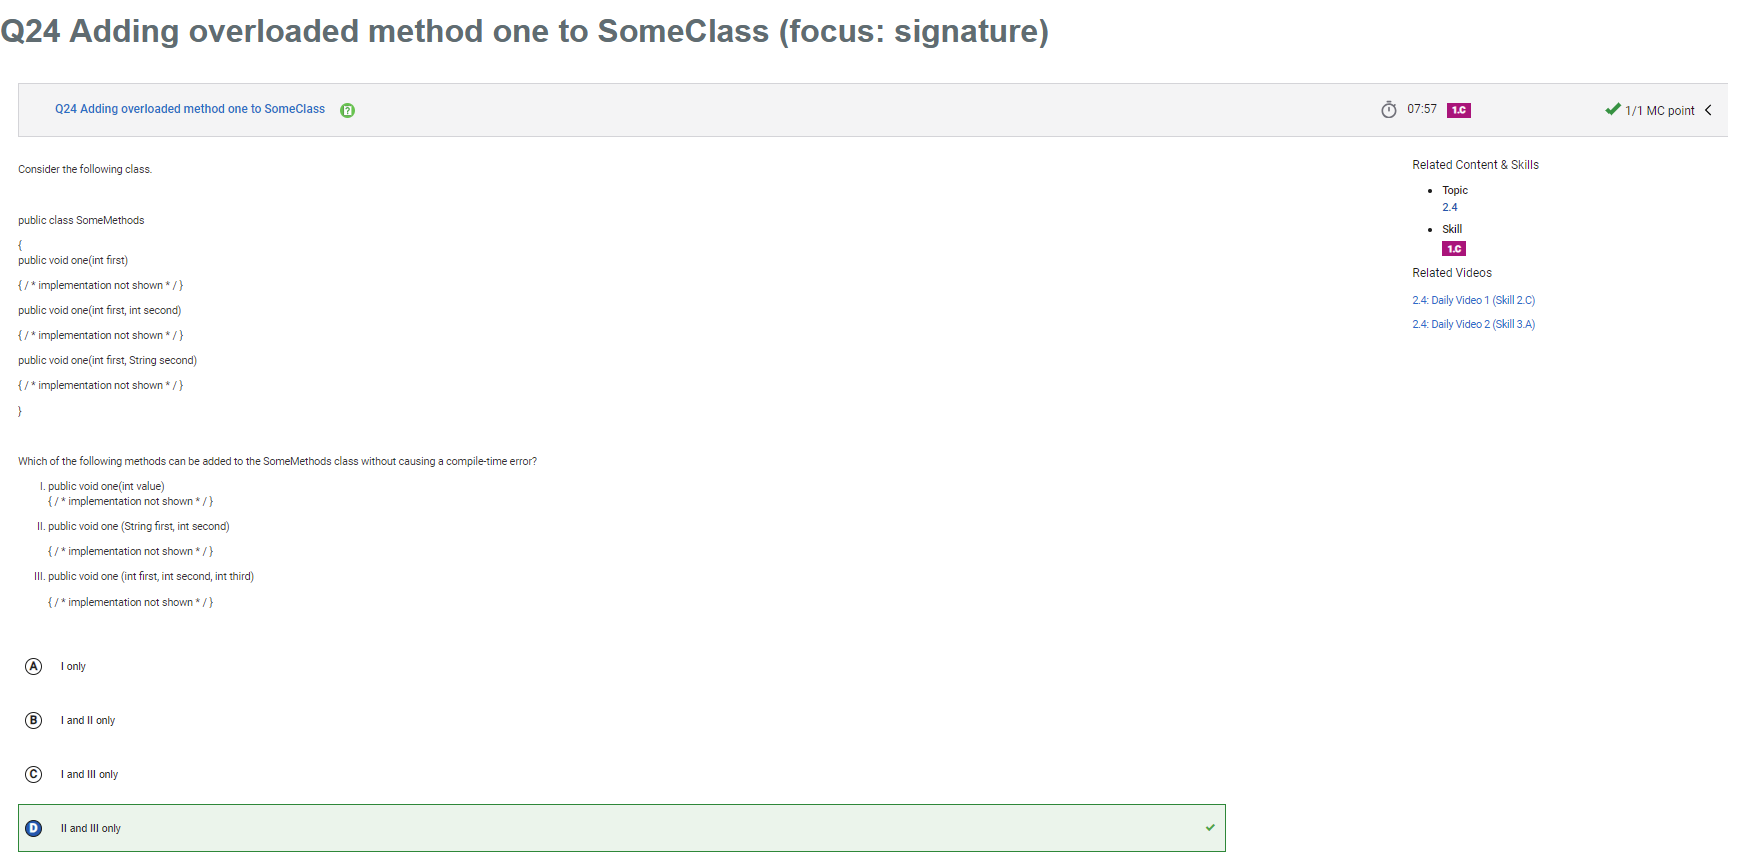 Q24 Adding overloaded method one to SomeClass (focus: signature)
Q24 Adding overloaded method one to SomeClass ?
07:57 1.C
1/1 MC point
Consider the following class.
public class SomeMethods
{
public void one(int first)
{ / * implementation not shown * / }
public void one(int first, int second)
{ / * implementation not shown * / }
public void one(int first, String second)
{ / * implementation not shown * / }
}
Which of the following methods can be added to the SomeMethods class without causing a compile-time error?
I. public void one(int value)
{ / * implementation not shown * / }
II. public void one (String first, int second)
{ / * implementation not shown * / }
III. public void one (int first, int second, int third)
{ / * implementation not shown * / }
A I only
B I and II only
C I and III only
D II and III only
Related Content & Skills
Topic
2.4
Skill
1.C
Related Videos
2.4: Daily Video 1 (Skill 2.C)
2.4: Daily Video 2 (Skill 3.A)